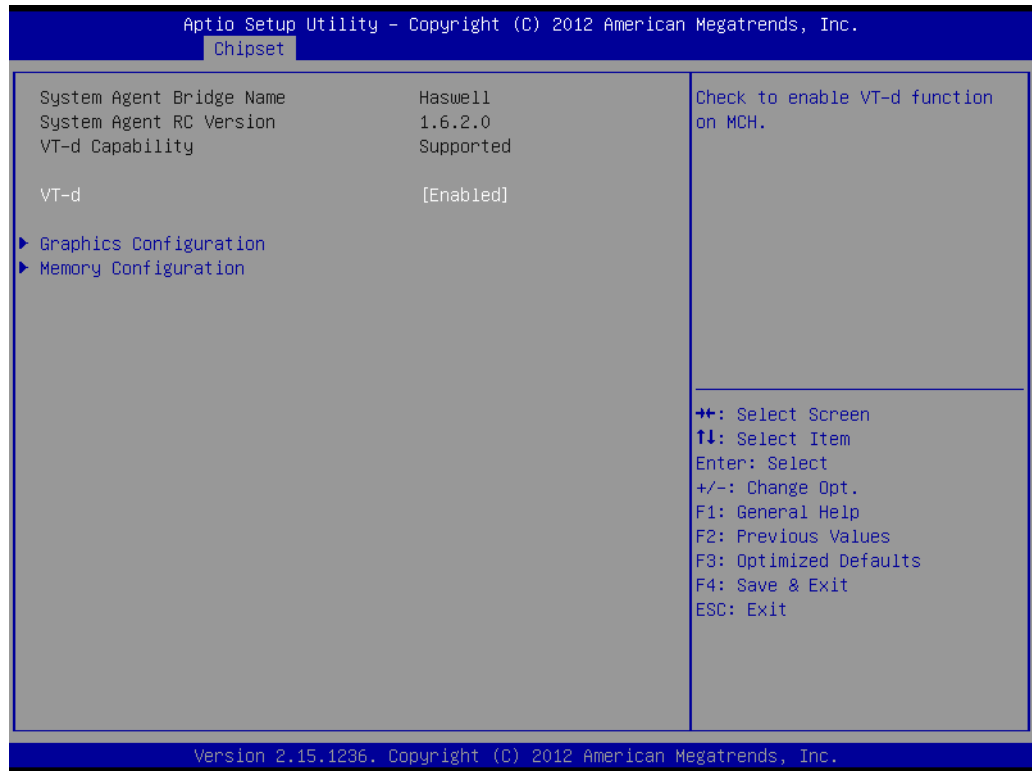 Aptio Setup Utility – Copyright (C) 2012 American Megatrends, Inc.
Chipset
System Agent Bridge Name Haswell
System Agent RC Version 1.6.2.0
VT-d Capability Supported
VT-d [Enabled]
Graphics Configuration
Memory Configuration
Check to enable VT-d function
on MCH.
→←: Select Screen
↑↓: Select Item
Enter: Select
+/-: Change Opt.
F1: General Help
F2: Previous Values
F3: Optimized Defaults
F4: Save & Exit
ESC: Exit
Version 2.15.1236. Copyright (C) 2012 American Megatrends, Inc.